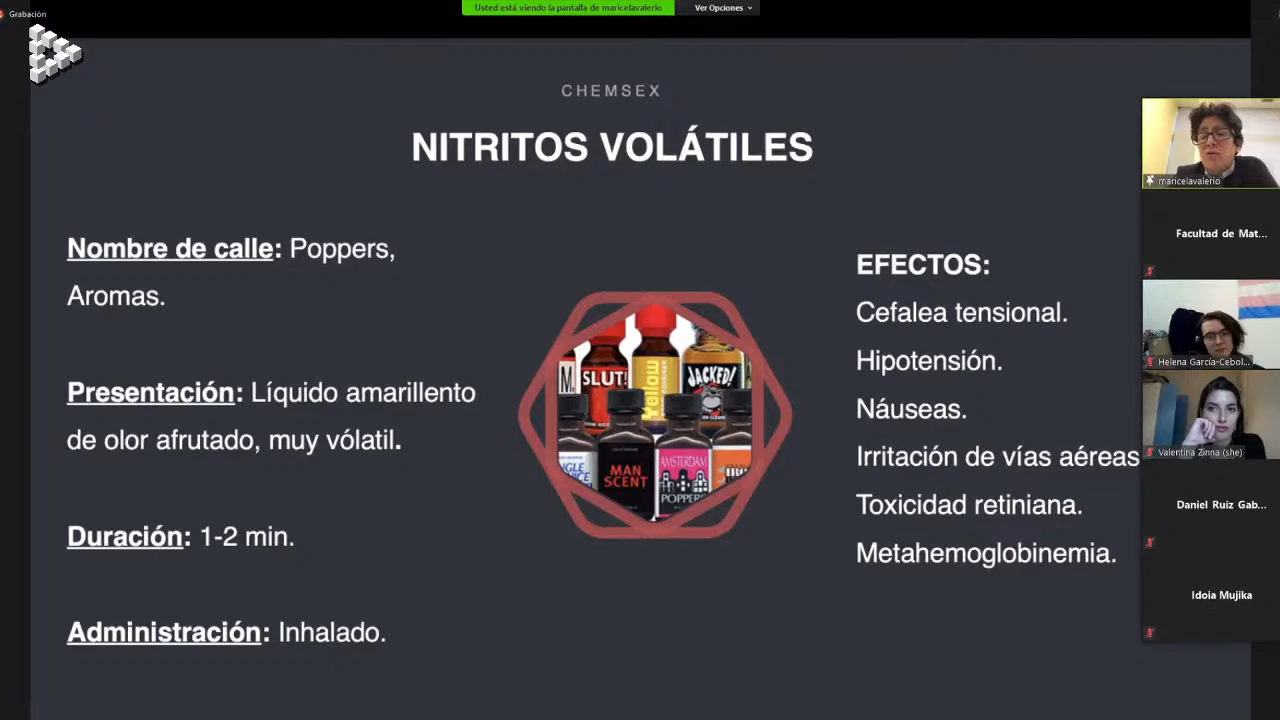 Grabación
Usted está viendo la pantalla de maricelavalerio
Ver Opciones
CHEMSEX
NITRITOS VOLÁTILES
Nombre de calle: Poppers,
Aromas.
Presentación: Líquido amarillento
de olor afrutado, muy vólatil.
Duración: 1-2 min.
Administración: Inhalado.
SLUT!
Yellow
JACKED!
MAN
SCENT
AMSTERDAM
POPPERS
EFECTOS:
Cefalea tensional.
Hipotensión.
Náuseas.
Irritación de vías aéreas
Toxicidad retiniana.
Metahemoglobinemia.
maricelavalerio
Facultad de Mat...
Helena García-Cebol...
Valentina Zinna (she)
Daniel Ruiz Gab...
Idoia Mujika